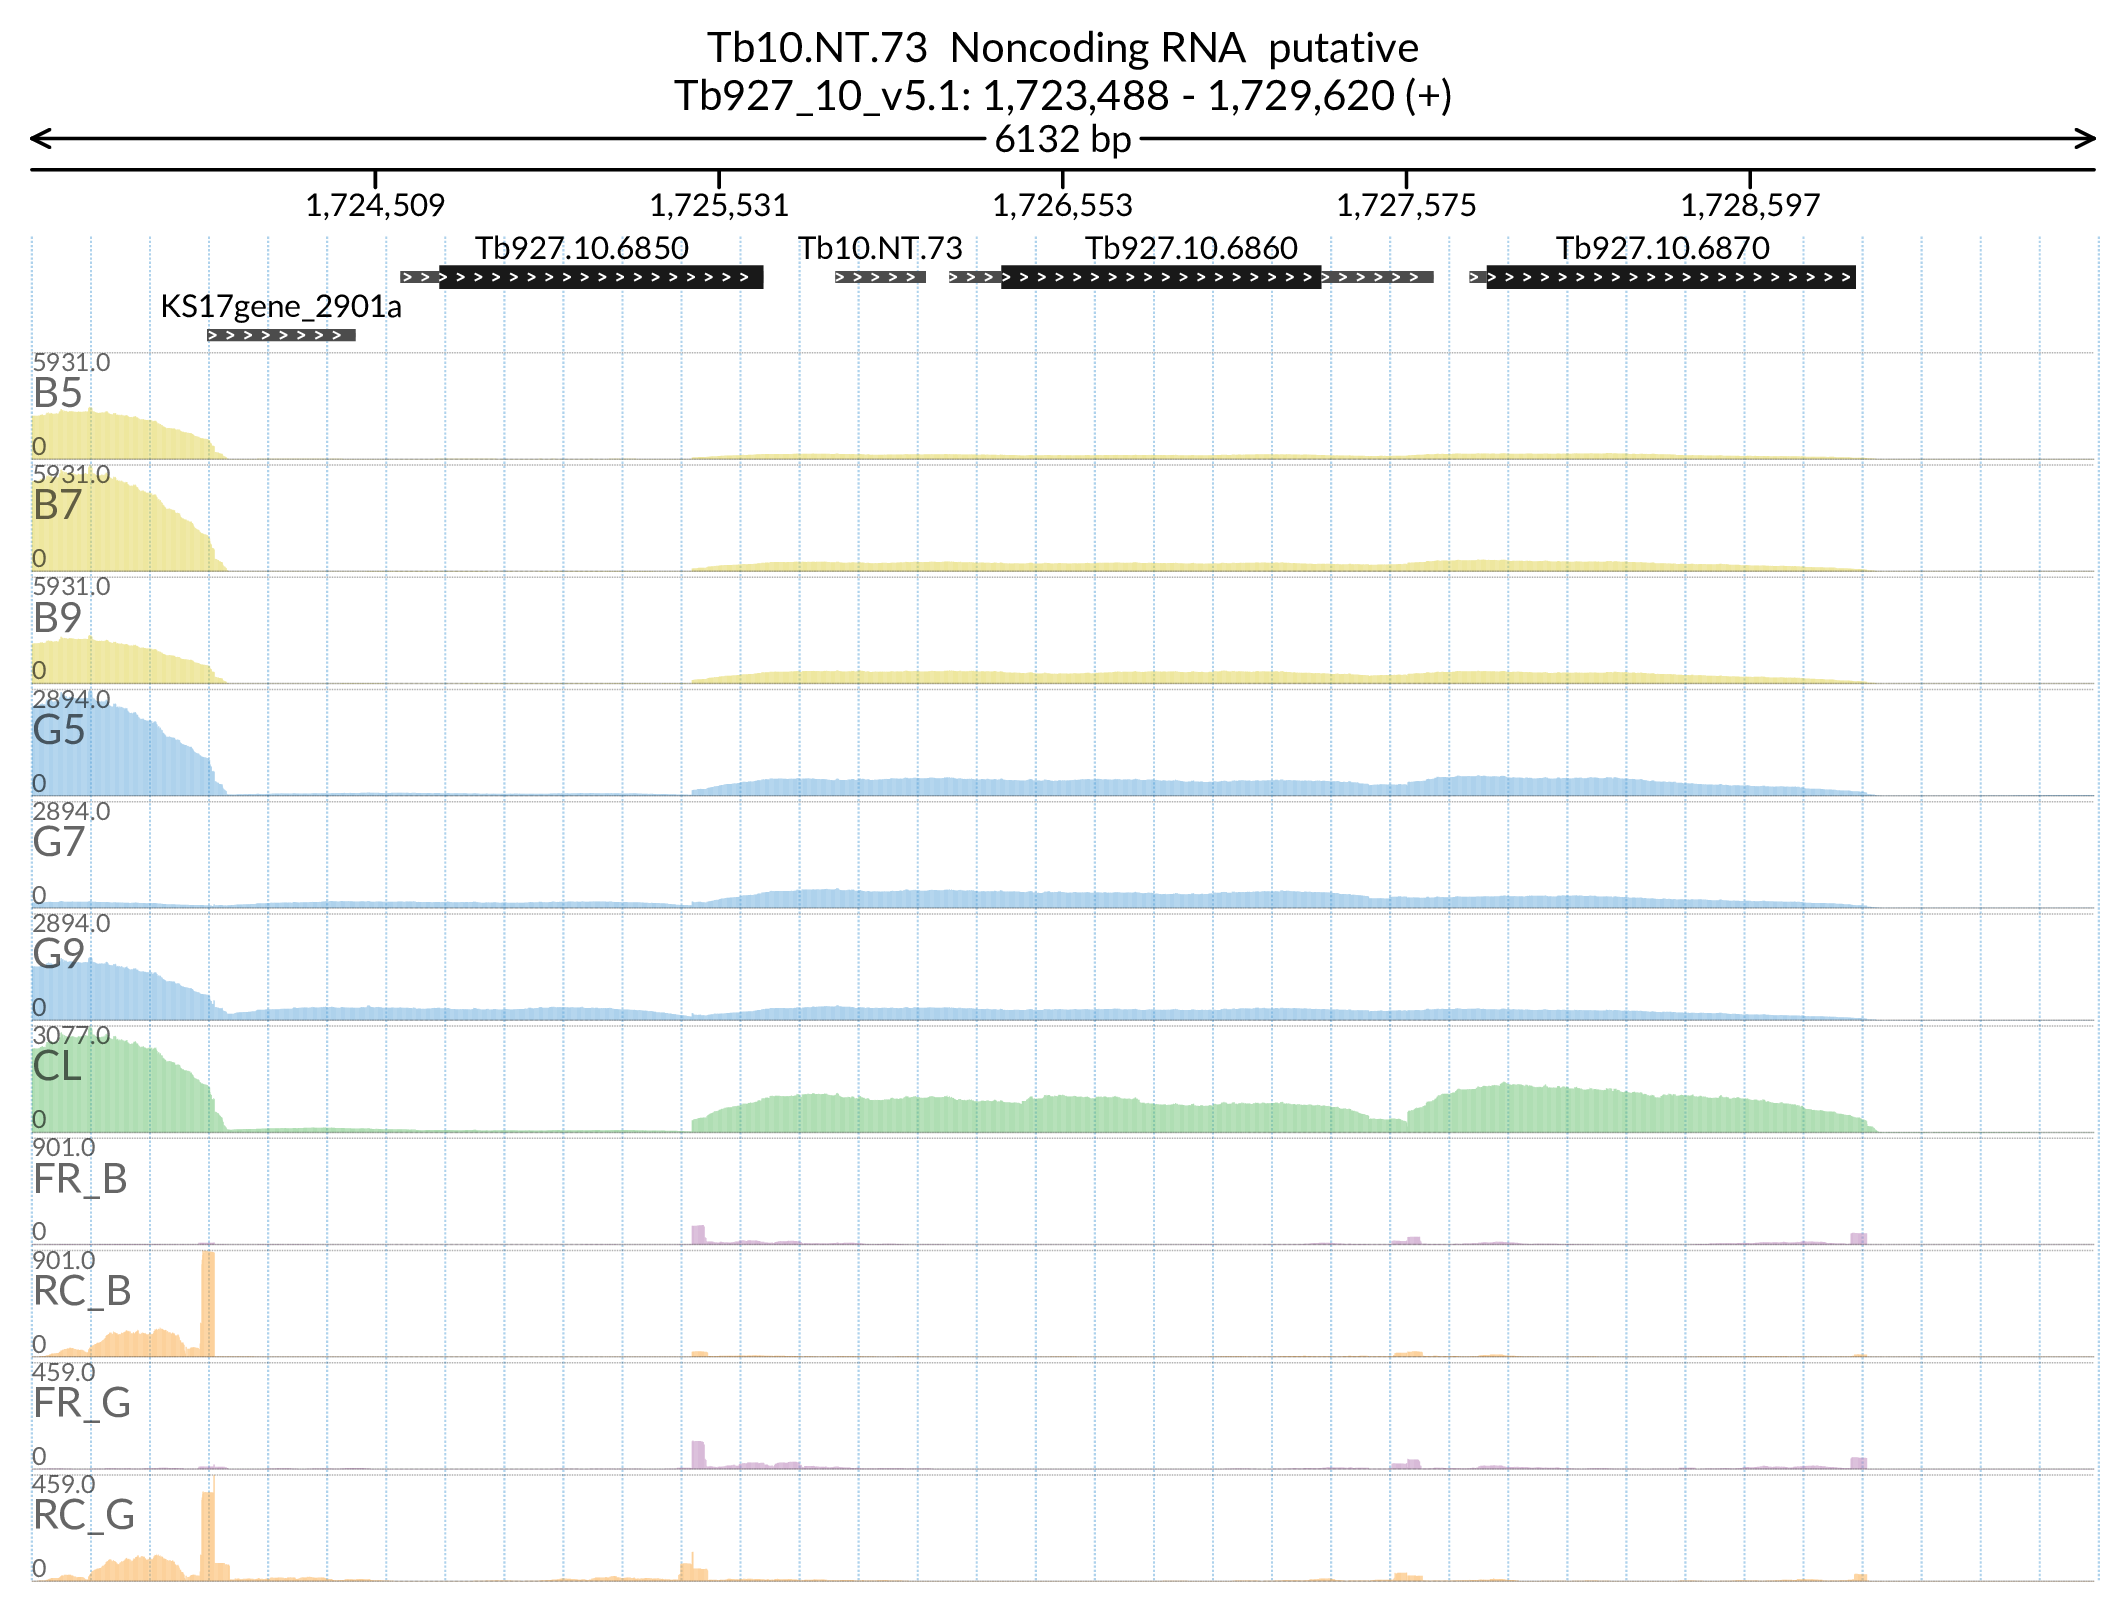 Tb10.NT.73 Noncoding RNA putative
Tb927_10_v5.1: 1,723,488 - 1,729,620 (+)
6132 bp
1,724,509 1,725,531 1,726,553 1,727,575 1,728,597
Tb927.10.6850 Tb10.NT.73 Tb927.10.6860 Tb927.10.6870
KS17gene_2901a
5931.0
B5
0
5931.0
B7
0
5931.0
B9
0
2894.0
G5
0
2894.0
G7
0
2894.0
G9
0
3077.0
CL
0
901.0
FR_B
0
901.0
RC_B
0
459.0
FR_G
0
459.0
RC_G
0